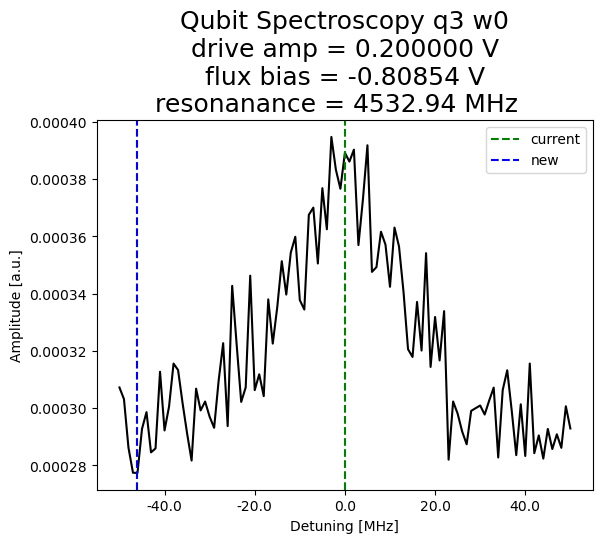 Qubit Spectroscopy q3 w0
drive amp = 0.200000 V
flux bias = -0.80854 V
resonanance = 4532.94 MHz
current
new
0.00040
0.00038
0.00036
0.00034
0.00032
0.00030
0.00028
Amplitude [a.u.]
-40.0
-20.0
0.0
20.0
40.0
Detuning [MHz]